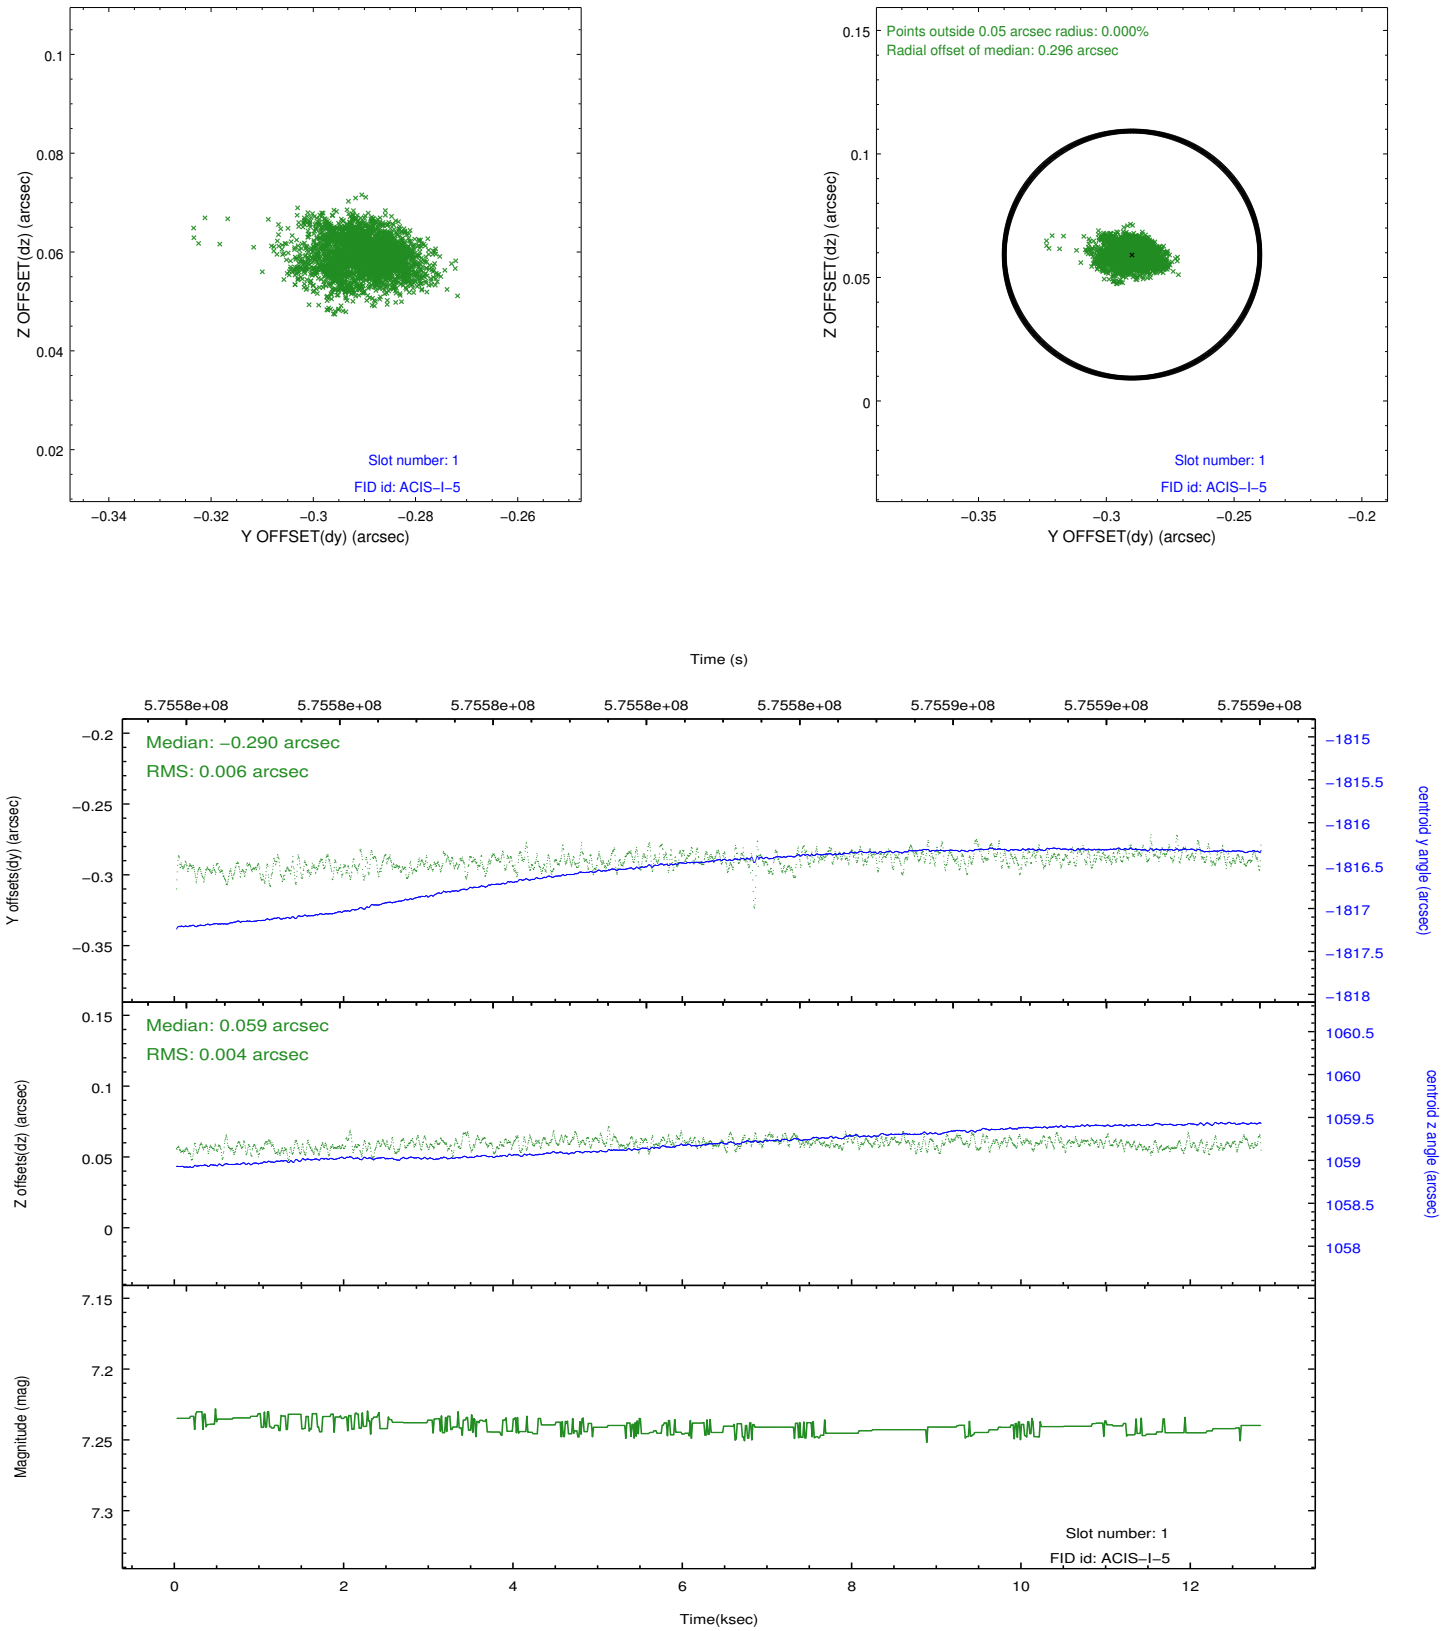 0.1
0.08
0.06
0.04
0.02
Z OFFSET(dz) (arcsec)
Slot number: 1
FID id: ACIS−I−5
−0.34 −0.32 −0.3 −0.28 −0.26
Y OFFSET(dy) (arcsec)
Points outside 0.05 arcsec radius: 0.000%
Radial offset of median: 0.296 arcsec
0.15
0.1
0.05
0
Z OFFSET(dz) (arcsec)
Slot number: 1
FID id: ACIS−I−5
−0.35 −0.3 −0.25 −0.2
Y OFFSET(dy) (arcsec)
Time (s)
5.7558e+08 5.7558e+08 5.7558e+08 5.7558e+08 5.7558e+08 5.7559e+08 5.7559e+08 5.7559e+08
Median: −0.290 arcsec
RMS: 0.006 arcsec
−0.2
−0.25
−0.3
−0.35
Y offsets(dy) (arcsec)
−1815
−1815.5
−1816
−1816.5
−1817
−1817.5
−1818
centroid y angle (arcsec)
Median: 0.059 arcsec
RMS: 0.004 arcsec
0.15
0.1
0.05
0
Z offsets(dz) (arcsec)
1060.5
1060
1059.5
1059
1058.5
1058
centroid z angle (arcsec)
7.15
7.2
7.25
7.3
Magnitude (mag)
Slot number: 1
FID id: ACIS−I−5
0 2 4 6 8 10 12
Time(ksec)